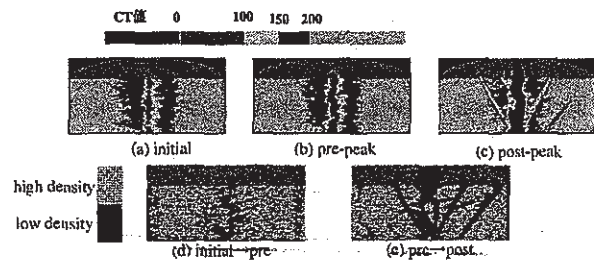 CT値 0 100 150 200
(a) initial (b) pre-peak (c) post-peak
high density
low density
(d) initial→pre (e) pre→post